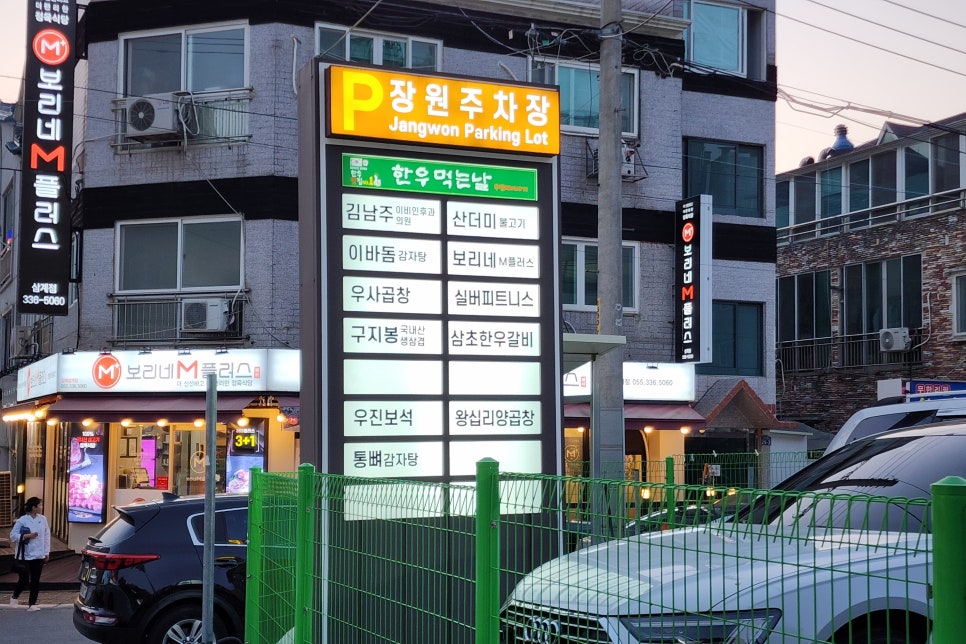 보리네 M 플러스
삼계점
336-5060
P 장원주차장
Jangwon Parking Lot
한우먹는날
김남주 이비인후과 의원
산더미 불고기
이바돔 감자탕
보리네 M플러스
우사곱창
실버피트니스
구지봉 국내산 생삼겹
삼초한우갈비
우진보석
왕십리양곱창
통뼈 감자탕
보리네 M 플러스
보리네 M 플러스
055.336.5060
3+1